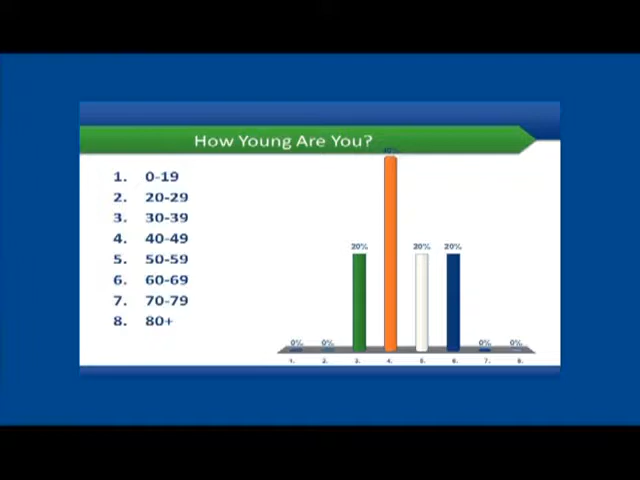 How Young Are You?
1. 0-19
2. 20-29
3. 30-39
4. 40-49
5. 50-59
6. 60-69
7. 70-79
8. 80+
40%
20% 20% 20%
0% 0% 0% 0%
1. 2. 3. 4. 5. 6. 7. 8.